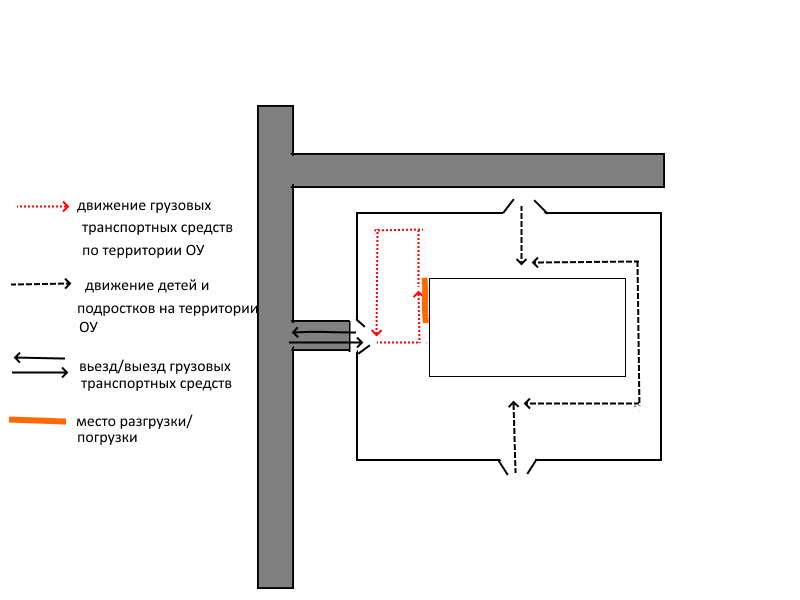 движение грузовых
транспортных средств
по территории ОУ
движение детей и
подростков на территории
ОУ
вьезд/выезд грузовых
транспортных средств
место разгрузки/
погрузки